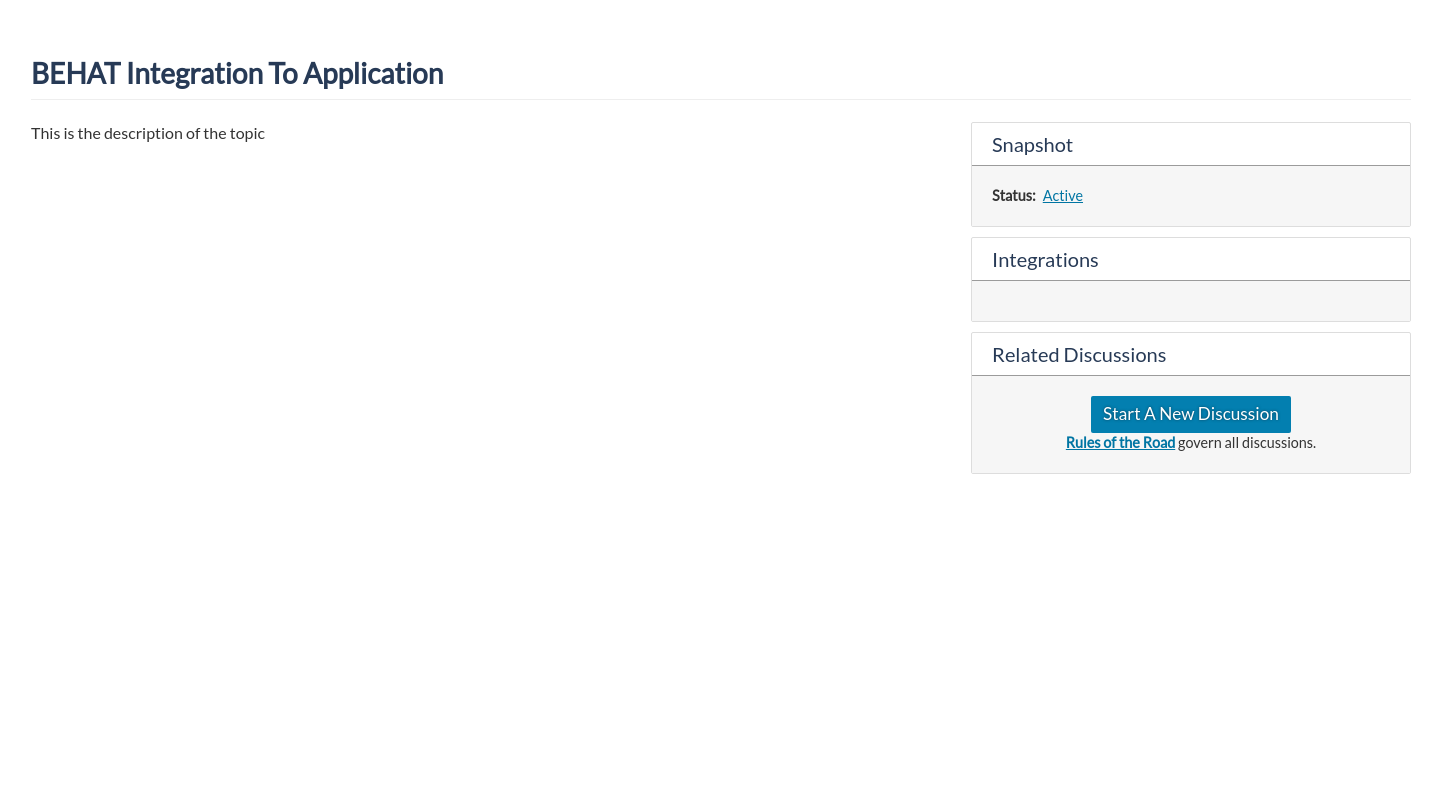 BEHAT Integration To Application
This is the description of the topic
Snapshot
Status: Active
Integrations
Related Discussions
Start A New Discussion
Rules of the Road govern all discussions.